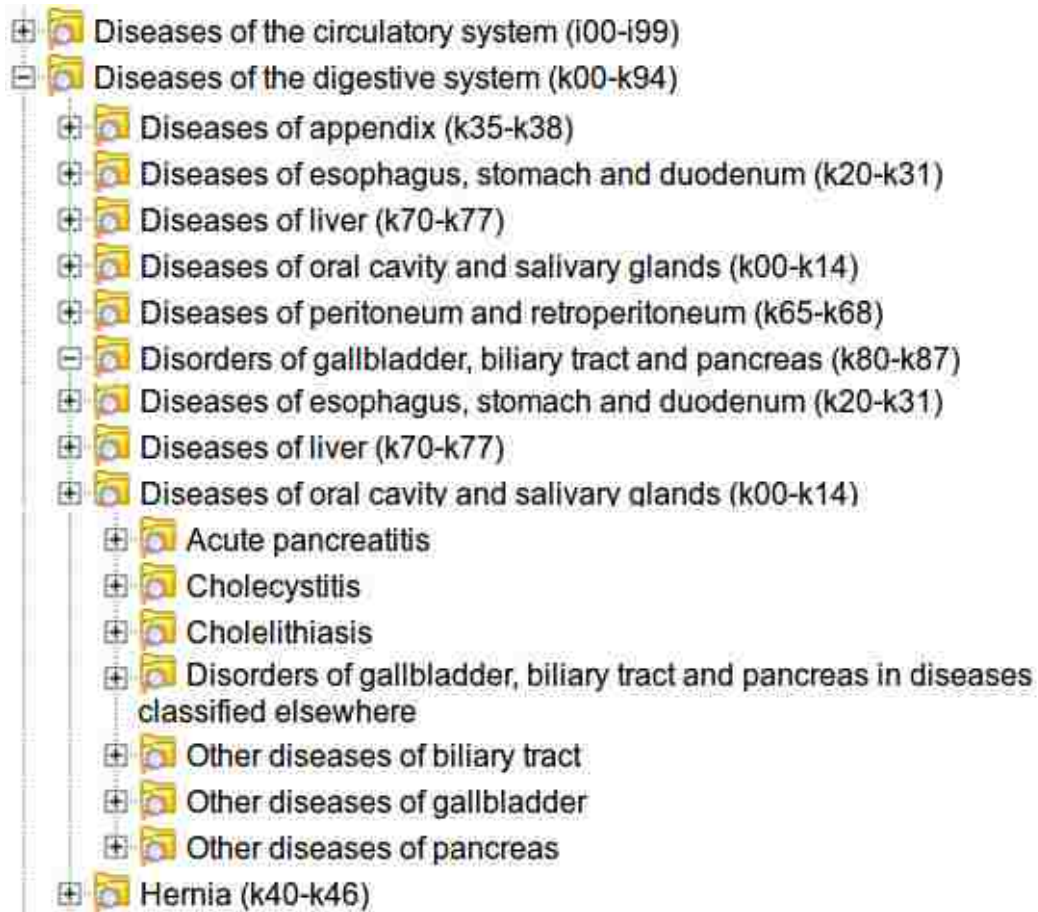 Diseases of the circulatory system (i00-i99)
Diseases of the digestive system (k00-k94)
Diseases of appendix (k35-k38)
Diseases of esophagus, stomach and duodenum (k20-k31)
Diseases of liver (k70-k77)
Diseases of oral cavity and salivary glands (k00-k14)
Diseases of peritoneum and retroperitoneum (k65-k68)
Disorders of gallbladder, biliary tract and pancreas (k80-k87)
Diseases of esophagus, stomach and duodenum (k20-k31)
Diseases of liver (k70-k77)
Diseases of oral cavity and salivary glands (k00-k14)
Acute pancreatitis
Cholecystitis
Cholelithiasis
Disorders of gallbladder, biliary tract and pancreas in diseases
classified elsewhere
Other diseases of biliary tract
Other diseases of gallbladder
Other diseases of pancreas
Hernia (k40-k46)